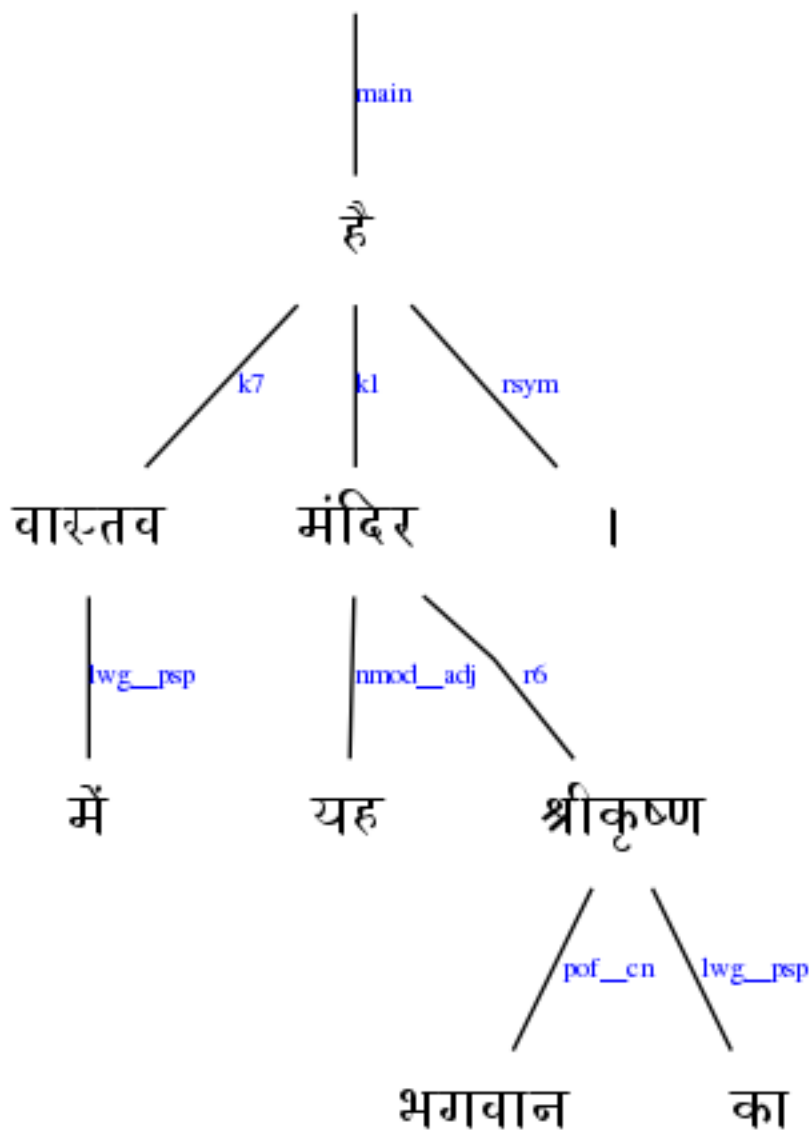 main
है
k7 k1 rsym
वास्तव मंदिर ।
lwg__psp nmod__adj r6
में यह श्रीकृष्ण
pof__cn lwg__psp
भगवान का